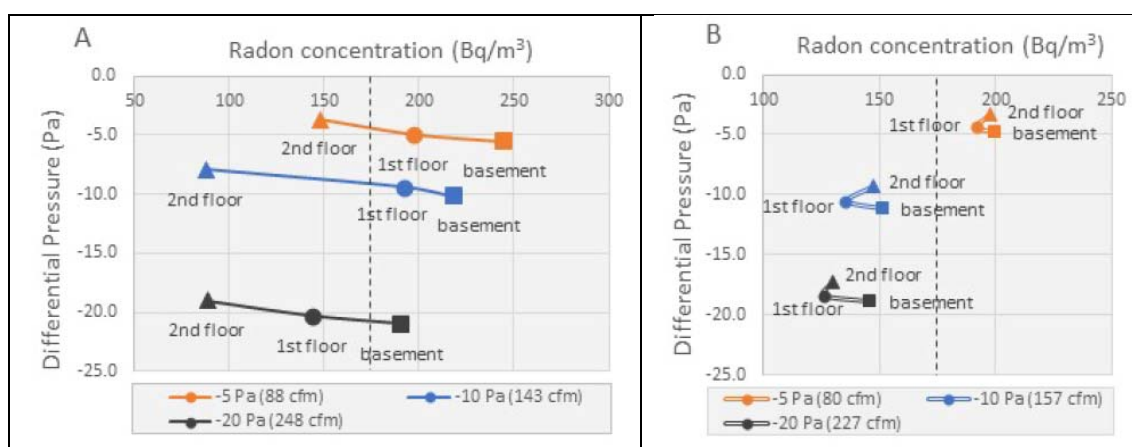 A
Radon concentration (Bq/m³)
0.0
50 100 150 200 250 300
-5.0
2nd floor
1st floor
basement
-10.0
2nd floor
1st floor
basement
-15.0
-20.0
2nd floor
1st floor
basement
-25.0
Differential Pressure (Pa)
-5 Pa (88 cfm) -10 Pa (143 cfm)
-20 Pa (248 cfm)
B
Radon concentration (Bq/m³)
0.0
100 150 200 250
2nd floor
1st floor
basement
-5.0
2nd floor
-10.0
1st floor
basement
-15.0
2nd floor
1st floor
basement
-20.0
-25.0
Differential Pressure (Pa)
-5 Pa (80 cfm) -10 Pa (157 cfm)
-20 Pa (227 cfm)